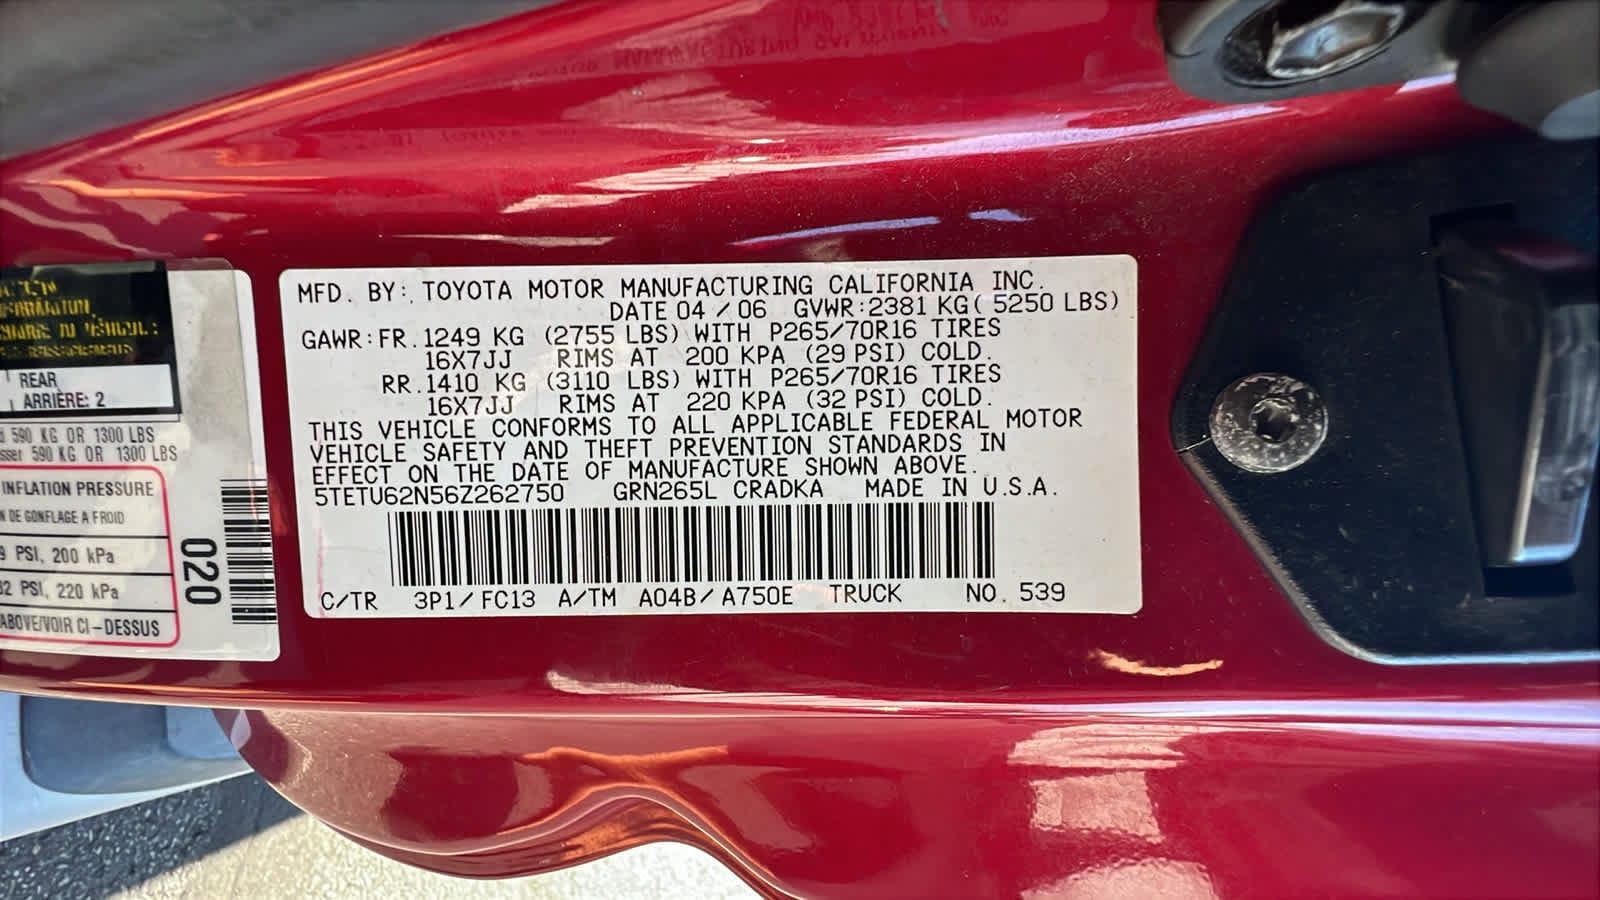 REAR
ARRIÈRE: 2
590 KG OR 1300 LBS
590 KG OR 1300 LBS
INFLATION PRESSURE
DE GONFLAGE A FROID
PSI, 200 kPa
PSI, 220 kPa
ABOVE/VOIR CI-DESSUS
020
MFD. BY: TOYOTA MOTOR MANUFACTURING CALIFORNIA INC.
DATE 04 / 06 GVWR:2381 KG( 5250 LBS)
GAWR:FR.1249 KG (2755 LBS) WITH P265/70R16 TIRES
16X7JJ RIMS AT 200 KPA (29 PSI) COLD.
RR.1410 KG (3110 LBS) WITH P265/70R16 TIRES
16X7JJ RIMS AT 220 KPA (32 PSI) COLD.
THIS VEHICLE CONFORMS TO ALL APPLICABLE FEDERAL MOTOR
VEHICLE SAFETY AND THEFT PREVENTION STANDARDS IN
EFFECT ON THE DATE OF MANUFACTURE SHOWN ABOVE.
5TETU62N56Z262750 GRN265L CRADKA MADE IN U.S.A.
C/TR 3P1/FC13 A/TM A04B/A750E TRUCK NO. 539